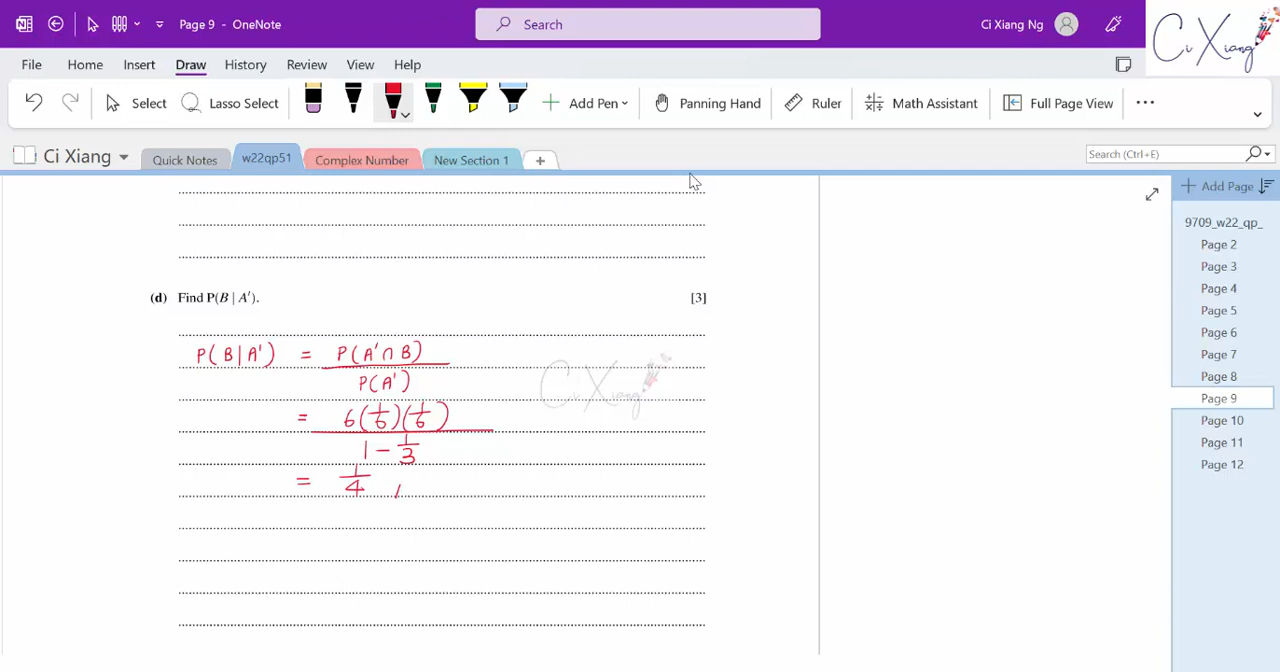 Page 9 - OneNote
Search
Ci Xiang Ng
Ci Xiang
File Home Insert Draw History Review View Help
Select Lasso Select Add Pen Panning Hand Ruler Math Assistant Full Page View
Ci Xiang Quick Notes w22qp51 Complex Number New Section 1 +
Search (Ctrl+E)
Add Page
9709_w22_qp_
Page 2
Page 3
Page 4
Page 5
Page 6
Page 7
Page 8
Page 9
Page 10
Page 11
Page 12
(d) Find P(B | A′). [3]
P(B|A') = P(A'∩B) / P(A')
= 6(1/6)(1/6) / 1 - 1/3
= 1/4
Ci Xiang